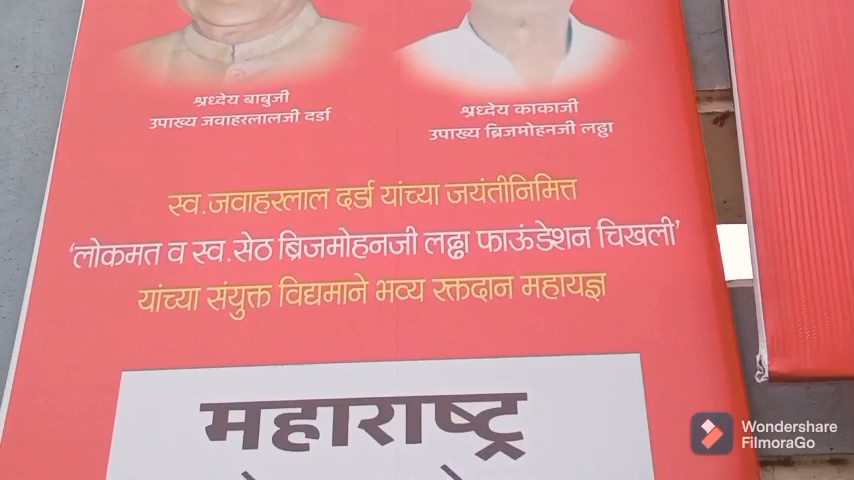 श्रध्देय बाबुजी
उपाख्य जवाहरलालजी दर्डा
श्रध्देय काकाजी
उपाख्य ब्रिजमोहनजी लढ्ढा
स्व.जवाहरलाल दर्डा यांच्या जयंतीनिमित्त
'लोकमत व स्व.सेठ ब्रिजमोहनजी लढ्ढा फाऊंडेशन चिखली'
यांच्या संयुक्त विद्यमाने भव्य रक्तदान महायज्ञ
महाराष्ट्र
Wondershare
FilmoraGo